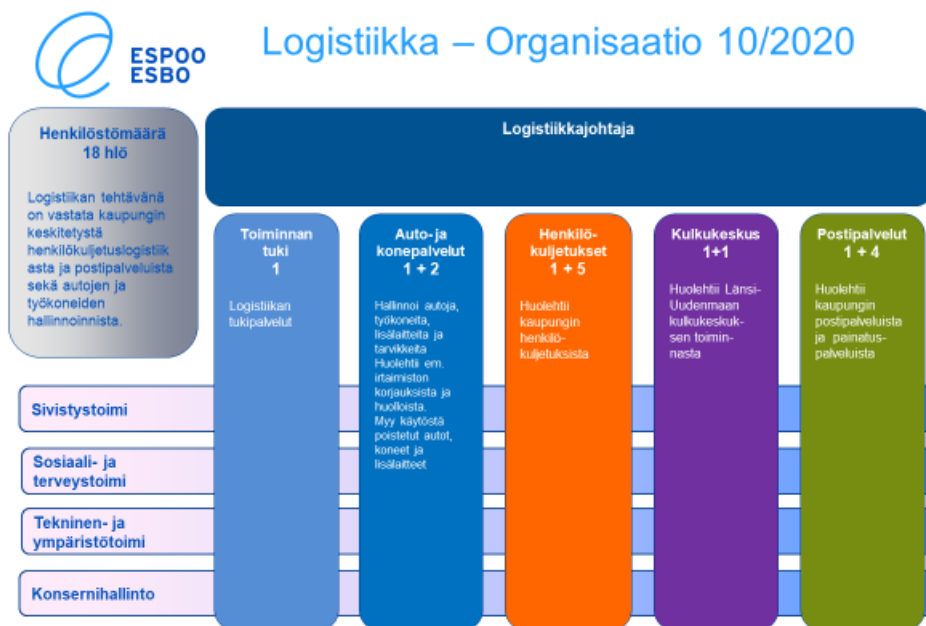 ESPOO
ESBO
Logistiikka – Organisaatio 10/2020
Henkilöstömäärä
18 hlö
Logistiikan tehtävänä
on vastata kaupungin
keskitetystä
henkilökuljetuslogistiik
asta ja postipalveluista
sekä autojen ja
työkoneiden
hallinnoinnista.
Logistiikkajohtaja
Toiminnan
tuki
1
Logistiikan
tukipalvelut
Auto- ja
konepalvelut
1 + 2
Hallinnoi autoja,
työkoneita,
lisälaitteita ja
tarvikkeita
Huolehtii em.
irtaimiston
korjauksista ja
huolloista.
Myy käytöstä
poistetut autot,
koneet ja
lisälaitteet
Henkilö-
kuljetukset
1 + 5
Huolehtii
kaupungin
henkilö-
kuljetuksista
Kulkukeskus
1+1
Huolehtii Länsi-
Uudenmaan
kulkukeskuk-
sen toimin-
nasta
Postipalvelut
1 + 4
Huolehtii
kaupungin
postipalveluista
ja painatus-
palveluista
Sivistystoimi
Sosiaali- ja
terveystoimi
Tekninen- ja
ympäristötoimi
Konsernihallinto